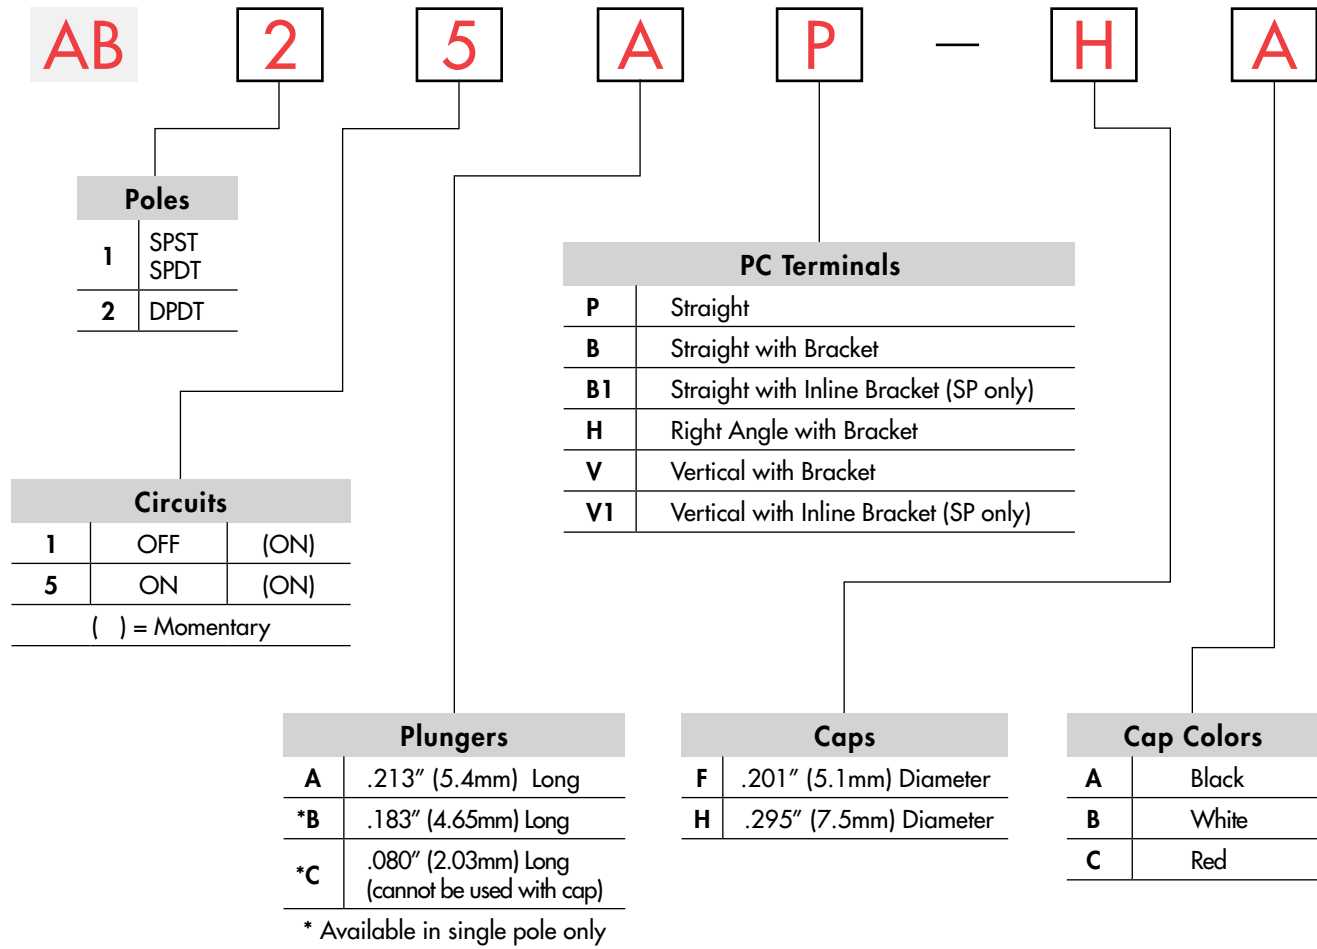 AB 2 5 A P — H A
Poles
1 SPST
SPDT
2 DPDT
PC Terminals
P Straight
B Straight with Bracket
B1 Straight with Inline Bracket (SP only)
H Right Angle with Bracket
V Vertical with Bracket
V1 Vertical with Inline Bracket (SP only)
Circuits
1 OFF (ON)
5 ON (ON)
( ) = Momentary
Plungers
A .213" (5.4mm) Long
*B .183" (4.65mm) Long
*C .080" (2.03mm) Long
(cannot be used with cap)
* Available in single pole only
Caps
F .201" (5.1mm) Diameter
H .295" (7.5mm) Diameter
Cap Colors
A Black
B White
C Red